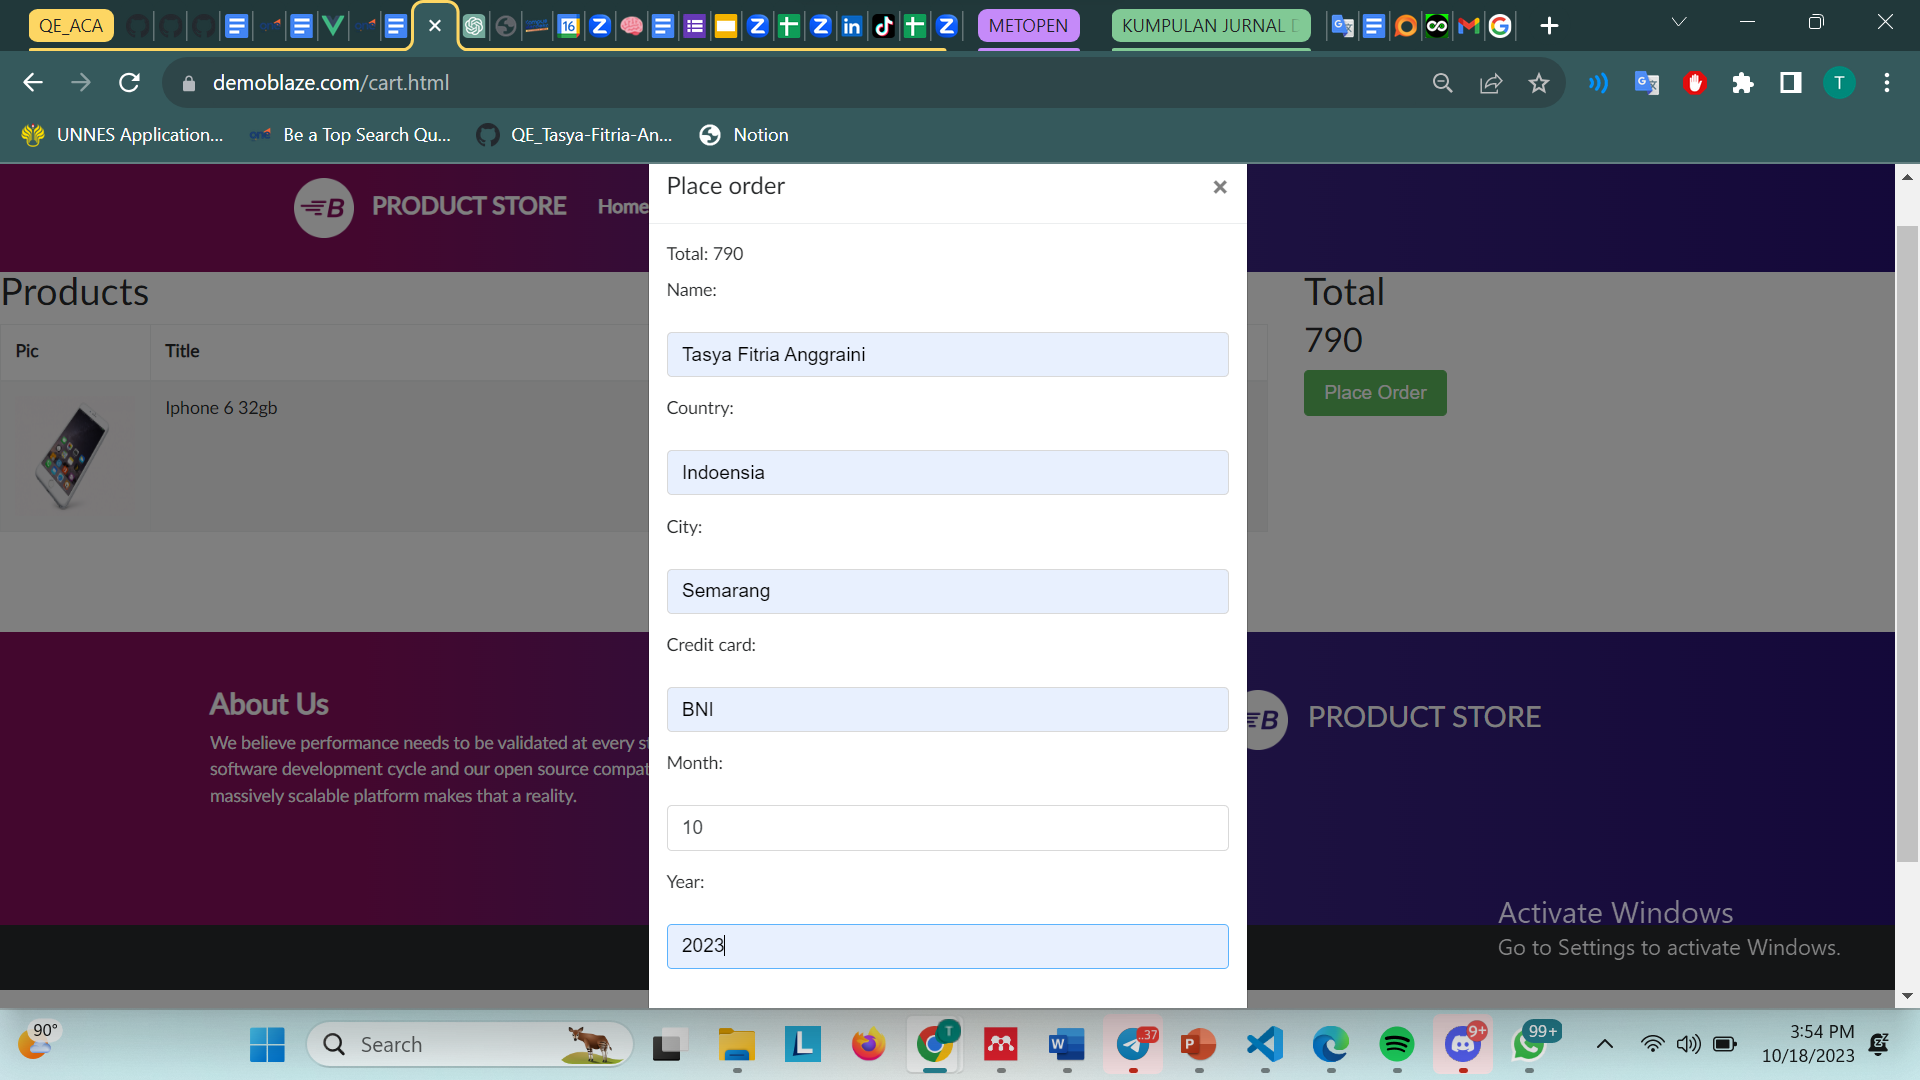 QE_ACA
16
METOPEN
KUMPULAN JURNAL
demoblaze.com/cart.html
T
UNNES Application...
one
Be a Top Search Qu...
QE_Tasya-Fitria-An...
Notion
B PRODUCT STORE Home
Place order
×
Total: 790
Name:
Tasya Fitria Anggraini
Country:
Indoensia
City:
Semarang
Credit card:
BNI
Month:
10
Year:
2023
Products
Pic Title
Iphone 6 32gb
Total
790
Place Order
About Us
We believe performance needs to be validated at every st
software development cycle and our open source compat
massively scalable platform makes that a reality.
B PRODUCT STORE
Activate Windows
Go to Settings to activate Windows.
90°
Search
L
T
W
..37
P
9+
99+
3:54 PM
10/18/2023